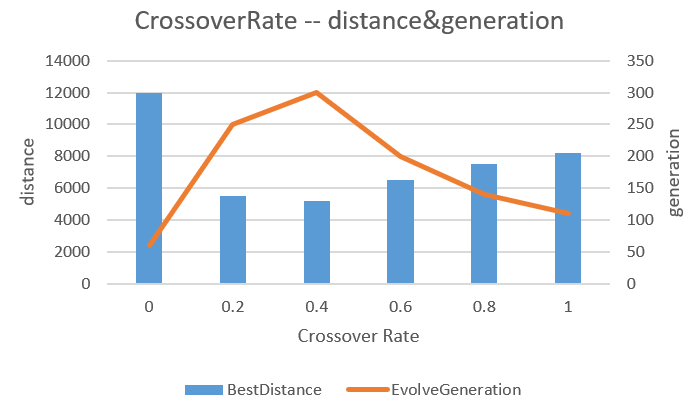 CrossoverRate -- distance&generation
14000 350
12000 300
10000 250
8000 200
6000 150
4000 100
2000 50
0 0
distance
generation
0 0.2 0.4 0.6 0.8 1
Crossover Rate
BestDistance EvolveGeneration